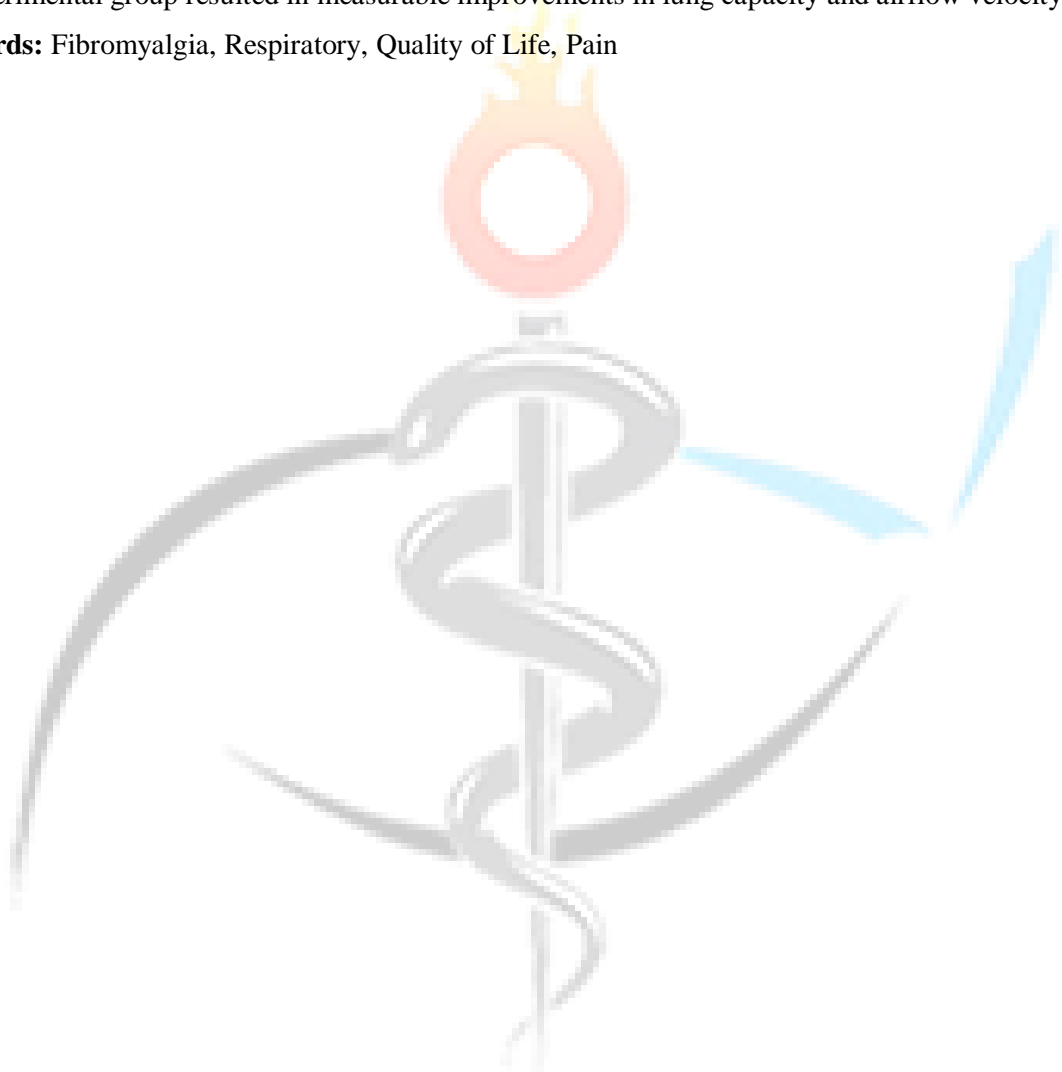 erimental group resulted in measurable improvements in lung capacity and airflow velocity
rds: Fibromyalgia, Respiratory, Quality of Life, Pain